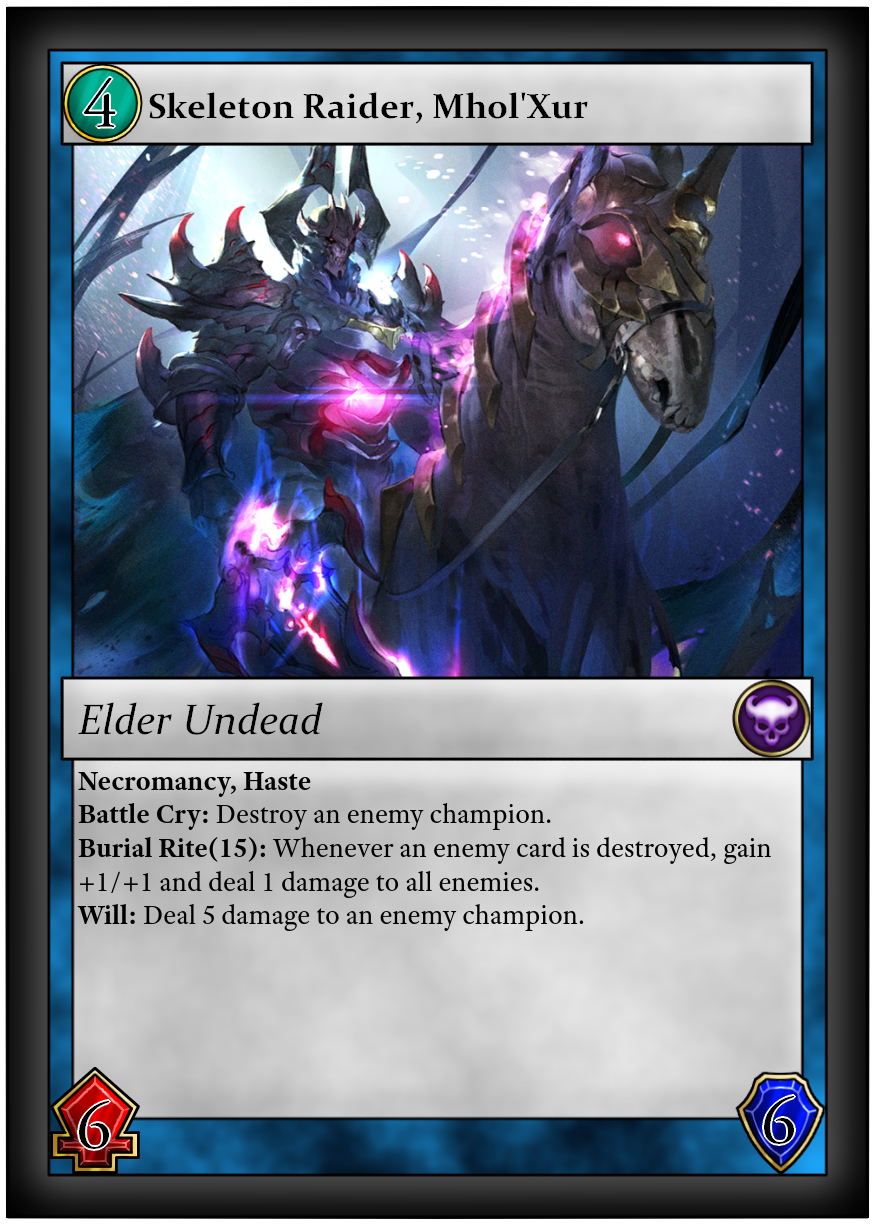 4
Skeleton Raider, Mhol'Xur
Elder Undead
Necromancy, Haste
Battle Cry: Destroy an enemy champion.
Burial Rite(15): Whenever an enemy card is destroyed, gain
+1/+1 and deal 1 damage to all enemies.
Will: Deal 5 damage to an enemy champion.
6
6